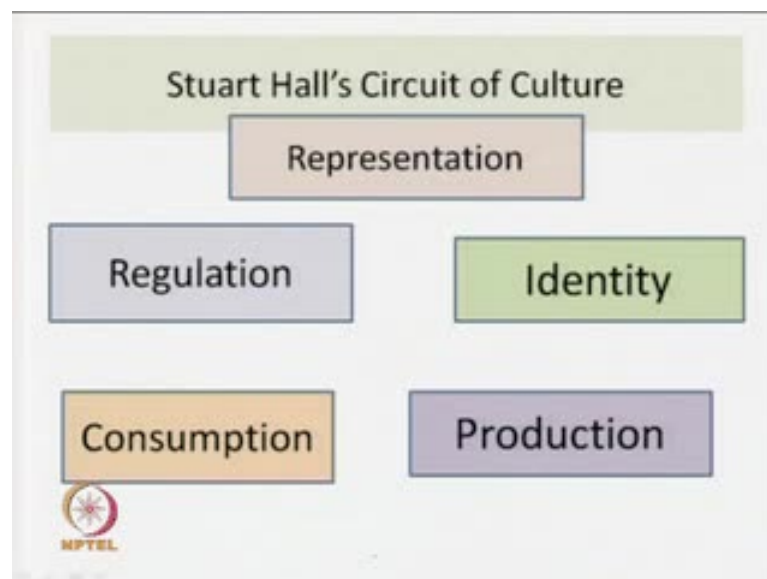 Stuart Hall's Circuit of Culture
Representation
Regulation
Identity
Consumption
Production
NPTEL